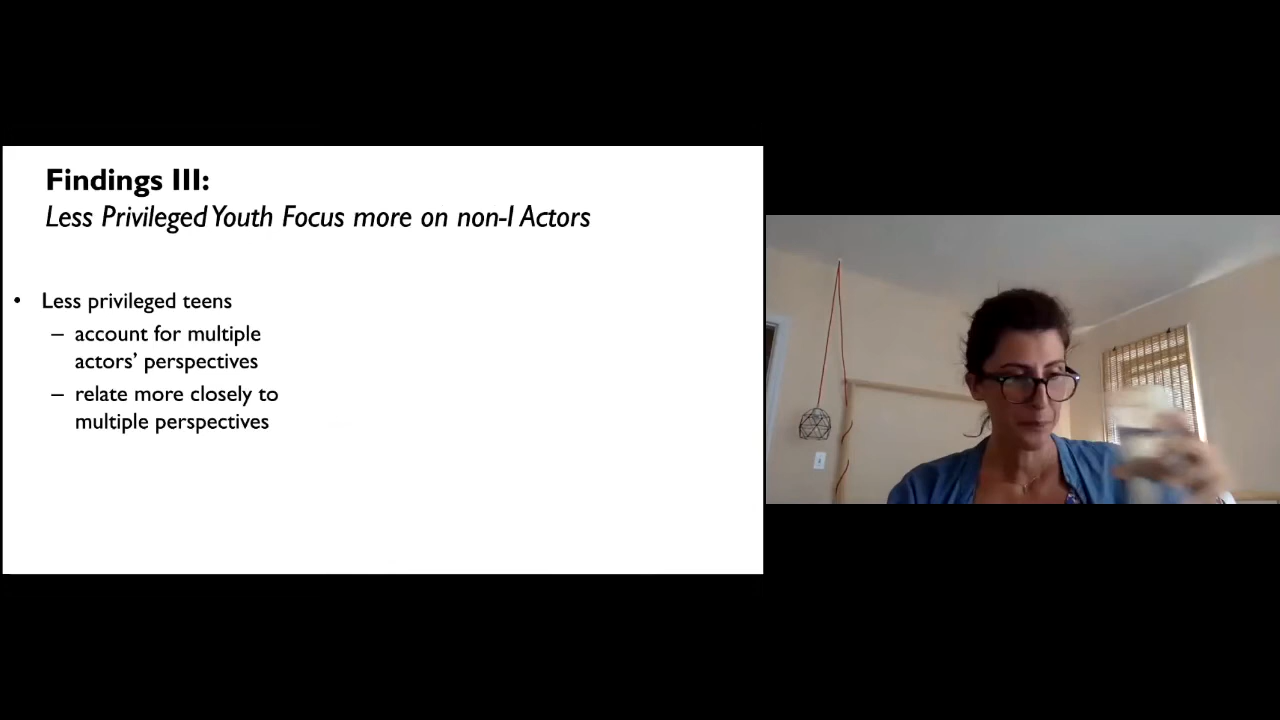 Findings III:
Less Privileged Youth Focus more on non-I Actors
• Less privileged teens
– account for multiple
actors’ perspectives
– relate more closely to
multiple perspectives